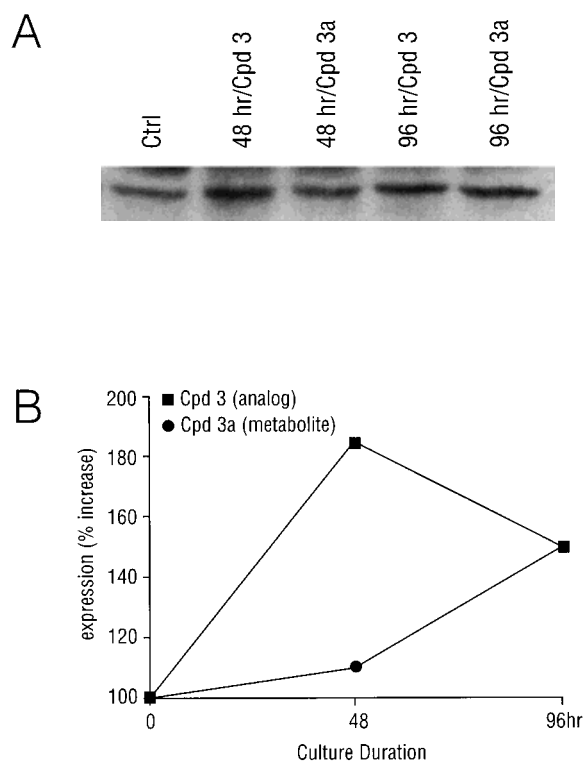 A
Ctrl
48 hr/Cpd 3
48 hr/Cpd 3a
96 hr/Cpd 3
96 hr/Cpd 3a
B
Cpd 3 (analog)
Cpd 3a (metabolite)
expression (% increase)
200
180
160
140
120
100
0
48
96hr
Culture Duration